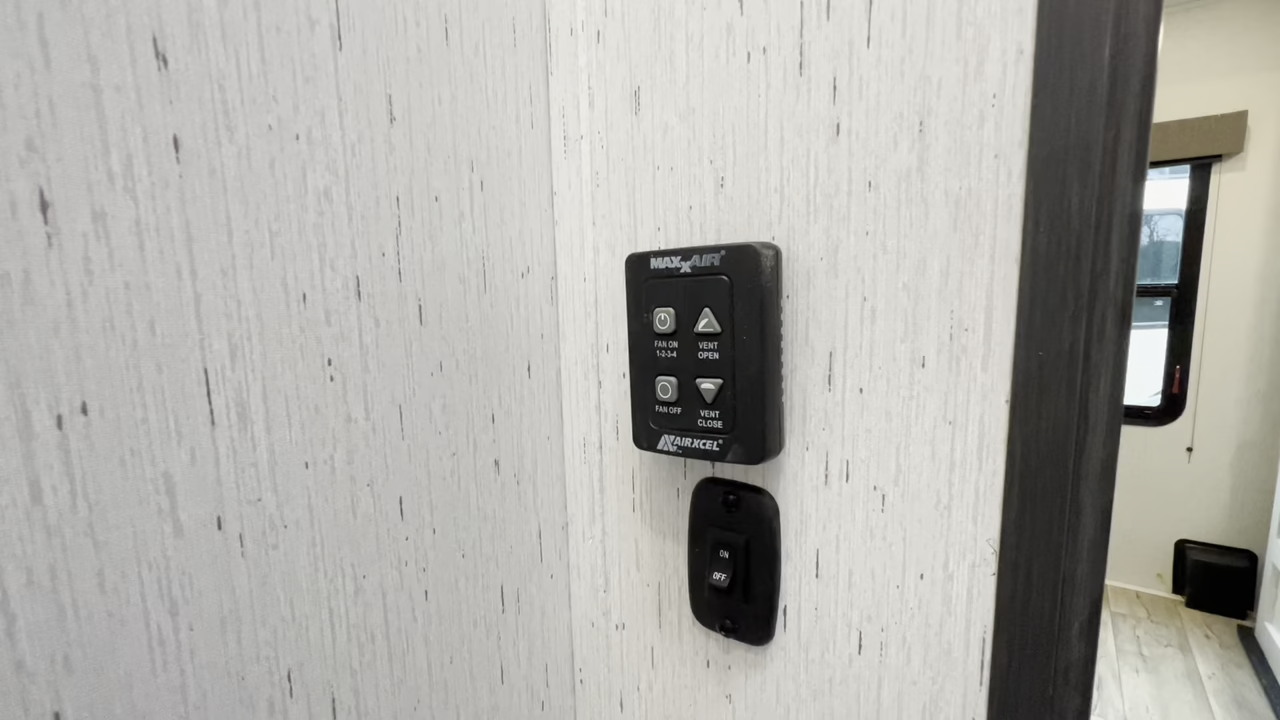 MAXXAIR®
FAN ON
1-2-3-4
VENT
OPEN
FAN OFF
VENT
CLOSE
AIRXCEL®
ON
OFF